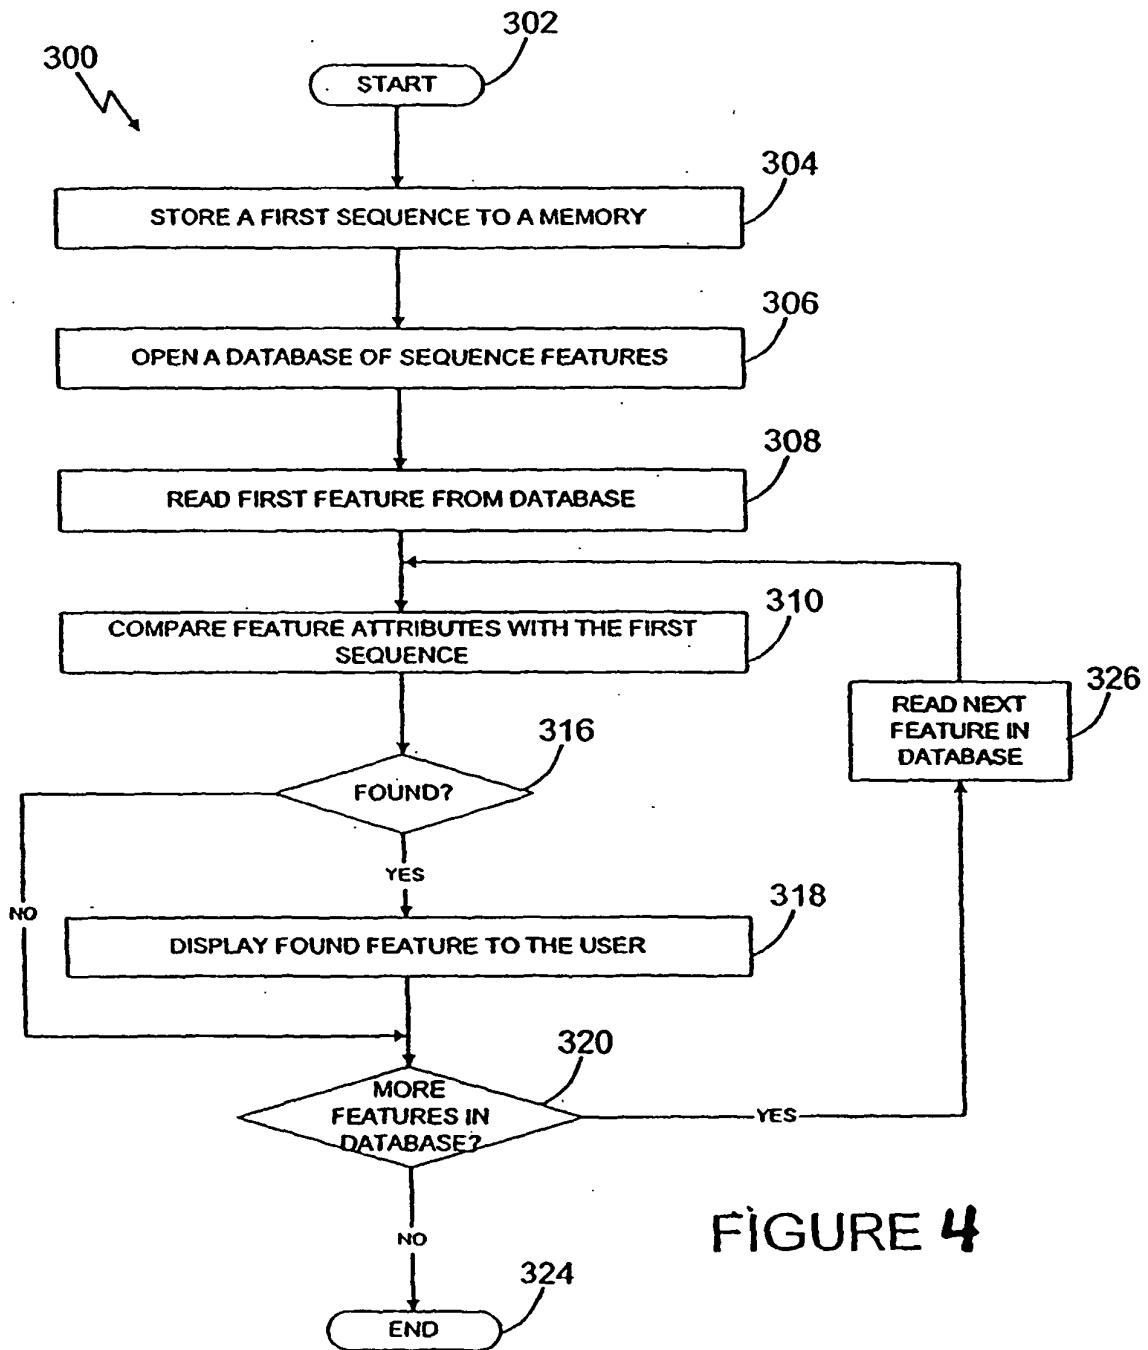 302
300
START
304
STORE A FIRST SEQUENCE TO A MEMORY
306
OPEN A DATABASE OF SEQUENCE FEATURES
308
READ FIRST FEATURE FROM DATABASE
310
COMPARE FEATURE ATTRIBUTES WITH THE FIRST
SEQUENCE
326
READ NEXT
FEATURE IN
DATABASE
316
FOUND?
YES
NO
318
DISPLAY FOUND FEATURE TO THE USER
320
MORE
FEATURES IN
DATABASE?
YES
NO
FIGURE 4
324
END